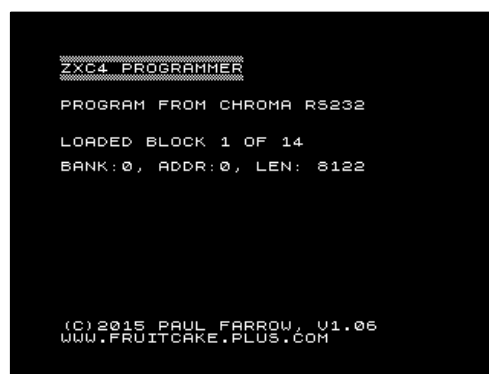 ZXC4 PROGRAMMER
PROGRAM FROM CHROMA RS232
LOADED BLOCK 1 OF 14
BANK:0, ADDR:0, LEN: 8122
(C)2015 PAUL FARROW, V1.06
WWW.FRUITCAKE.PLUS.COM